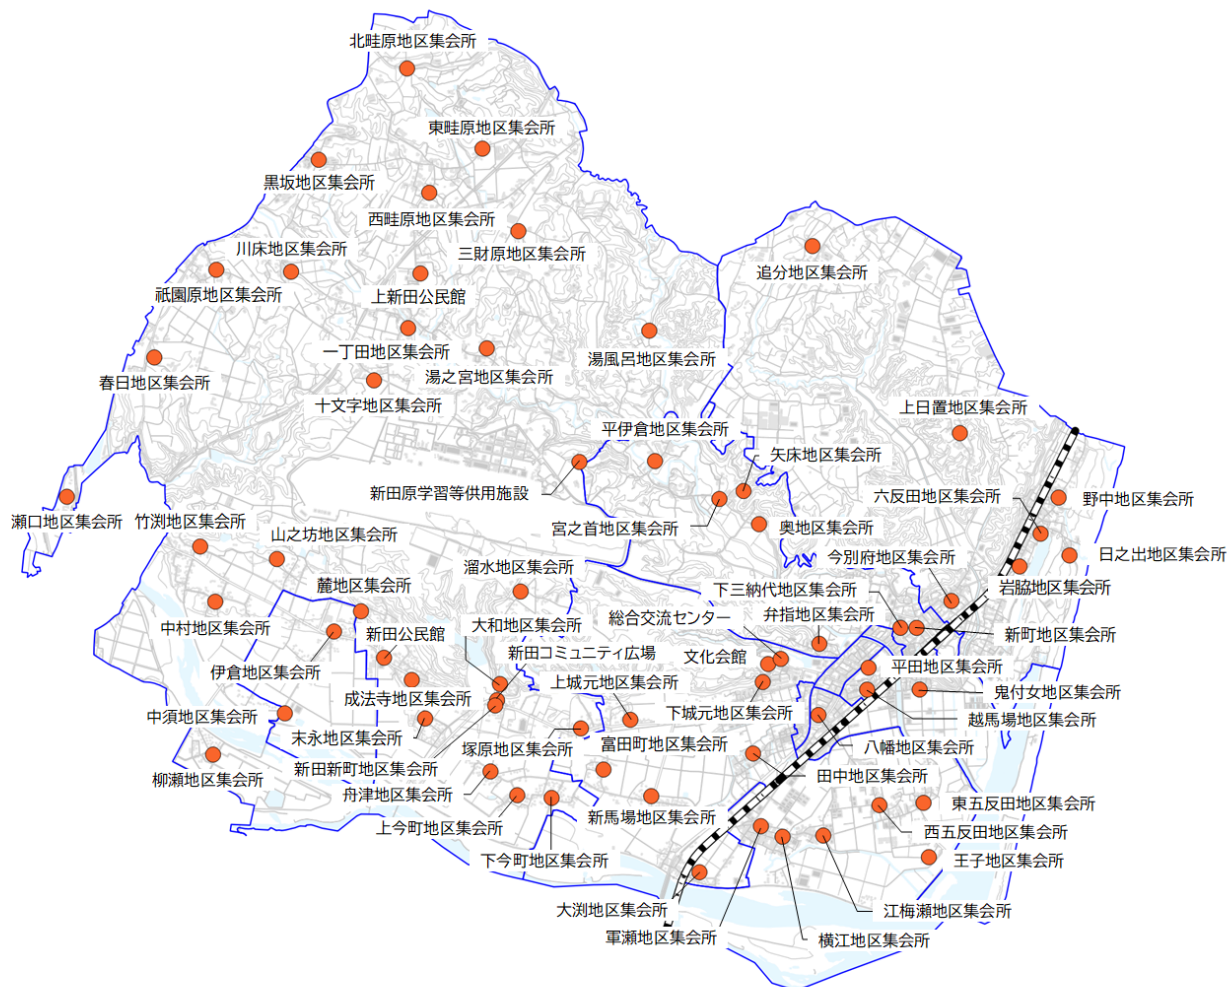 北畦原地区集会所
東畦原地区集会所
黒坂地区集会所
西畦原地区集会所
川床地区集会所
三財原地区集会所
追分地区集会所
祇園原地区集会所
上新田公民館
一丁田地区集会所
湯風呂地区集会所
春日地区集会所
湯之宮地区集会所
十文字地区集会所
上日置地区集会所
平伊倉地区集会所
矢床地区集会所
新田原学習等供用施設
六反田地区集会所
野中地区集会所
瀬口地区集会所
竹渕地区集会所
宮之首地区集会所
奥地区集会所
山之坊地区集会所
今別府地区集会所
日之出地区集会所
溜水地区集会所
麓地区集会所
下三納代地区集会所
岩脇地区集会所
総合交流センター
弁指地区集会所
中村地区集会所
新田公民館
大和地区集会所
新町地区集会所
新田コミュニティ広場
文化会館
平田地区集会所
伊倉地区集会所
上城元地区集会所
成法寺地区集会所
鬼付女地区集会所
下城元地区集会所
中須地区集会所
越馬場地区集会所
末永地区集会所
塚原地区集会所
富田町地区集会所
八幡地区集会所
新田新町地区集会所
柳瀬地区集会所
田中地区集会所
舟津地区集会所
新馬場地区集会所
東五反田地区集会所
上今町地区集会所
西五反田地区集会所
下今町地区集会所
王子地区集会所
大渕地区集会所
江梅瀬地区集会所
軍瀬地区集会所
横江地区集会所